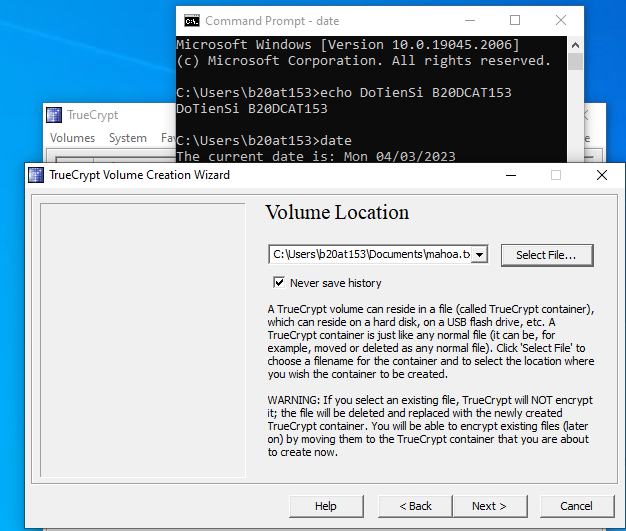 Command Prompt - date
Microsoft Windows [Version 10.0.19045.2006]
(c) Microsoft Corporation. All rights reserved.
C:\Users\b20at153>echo DoTienSi B20DCAT153
DoTienSi B20DCAT153
C:\Users\b20at153>date
The current date is: Mon 04/03/2023
TrueCrypt
Volumes System
TrueCrypt Volume Creation Wizard
Volume Location
C:\Users\b20at153\Documents\mahoa.tx
Select File...
Never save history
A TrueCrypt volume can reside in a file (called TrueCrypt container),
which can reside on a hard disk, on a USB flash drive, etc. A
TrueCrypt container is just like any normal file (it can be, for
example, moved or deleted as any normal file). Click 'Select File' to
choose a filename for the container and to select the location where
you wish the container to be created.
WARNING: If you select an existing file, TrueCrypt will NOT encrypt
it; the file will be deleted and replaced with the newly created
TrueCrypt container. You will be able to encrypt existing files (later
on) by moving them to the TrueCrypt container that you are about
to create now.
Help
< Back
Next >
Cancel